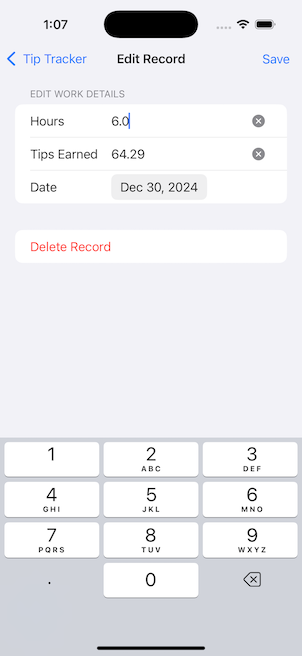 1:07
Tip Tracker
Edit Record
Save
EDIT WORK DETAILS
Hours 6.0
Tips Earned 64.29
Date Dec 30, 2024
Delete Record
1 2 3
ABC DEF
4 5 6
GHI JKL MNO
7 8 9
PQRS TUV WXYZ
. 0